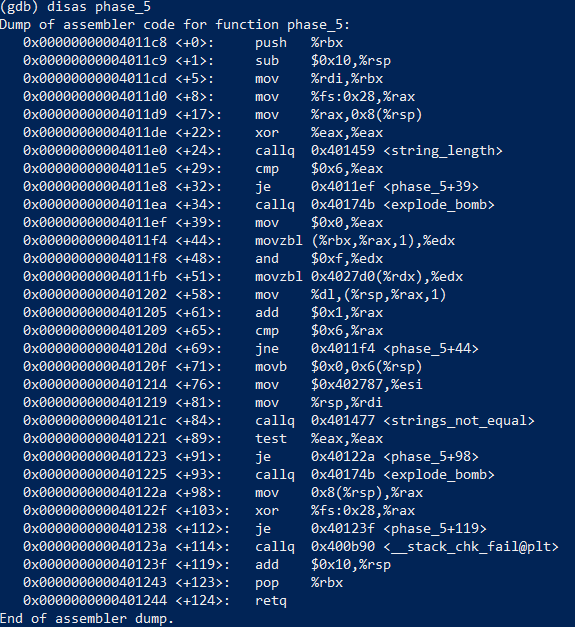 (gdb) disas phase_5
Dump of assembler code for function phase_5:
   0x00000000004011c8 <+0>:     push   %rbx
   0x00000000004011c9 <+1>:     sub    $0x10,%rsp
   0x00000000004011cd <+5>:     mov    %rdi,%rbx
   0x00000000004011d0 <+8>:     mov    %fs:0x28,%rax
   0x00000000004011d9 <+17>:    mov    %rax,0x8(%rsp)
   0x00000000004011de <+22>:    xor    %eax,%eax
   0x00000000004011e0 <+24>:    callq  0x401459 <string_length>
   0x00000000004011e5 <+29>:    cmp    $0x6,%eax
   0x00000000004011e8 <+32>:    je     0x4011ef <phase_5+39>
   0x00000000004011ea <+34>:    callq  0x40174b <explode_bomb>
   0x00000000004011ef <+39>:    mov    $0x0,%eax
   0x00000000004011f4 <+44>:    movzbl (%rbx,%rax,1),%edx
   0x00000000004011f8 <+48>:    and    $0xf,%edx
   0x00000000004011fb <+51>:    movzbl 0x4027d0(%rdx),%edx
   0x0000000000401202 <+58>:    mov    %dl,(%rsp,%rax,1)
   0x0000000000401205 <+61>:    add    $0x1,%rax
   0x0000000000401209 <+65>:    cmp    $0x6,%rax
   0x000000000040120d <+69>:    jne    0x4011f4 <phase_5+44>
   0x000000000040120f <+71>:    movb   $0x0,0x6(%rsp)
   0x0000000000401214 <+76>:    mov    $0x402787,%esi
   0x0000000000401219 <+81>:    mov    %rsp,%rdi
   0x000000000040121c <+84>:    callq  0x401477 <strings_not_equal>
   0x0000000000401221 <+89>:    test   %eax,%eax
   0x0000000000401223 <+91>:    je     0x40122a <phase_5+98>
   0x0000000000401225 <+93>:    callq  0x40174b <explode_bomb>
   0x000000000040122a <+98>:    mov    0x8(%rsp),%rax
   0x000000000040122f <+103>:   xor    %fs:0x28,%rax
   0x0000000000401238 <+112>:   je     0x40123f <phase_5+119>
   0x000000000040123a <+114>:   callq  0x400b90 <__stack_chk_fail@plt>
   0x000000000040123f <+119>:   add    $0x10,%rsp
   0x0000000000401243 <+123>:   pop    %rbx
   0x0000000000401244 <+124>:   retq
End of assembler dump.